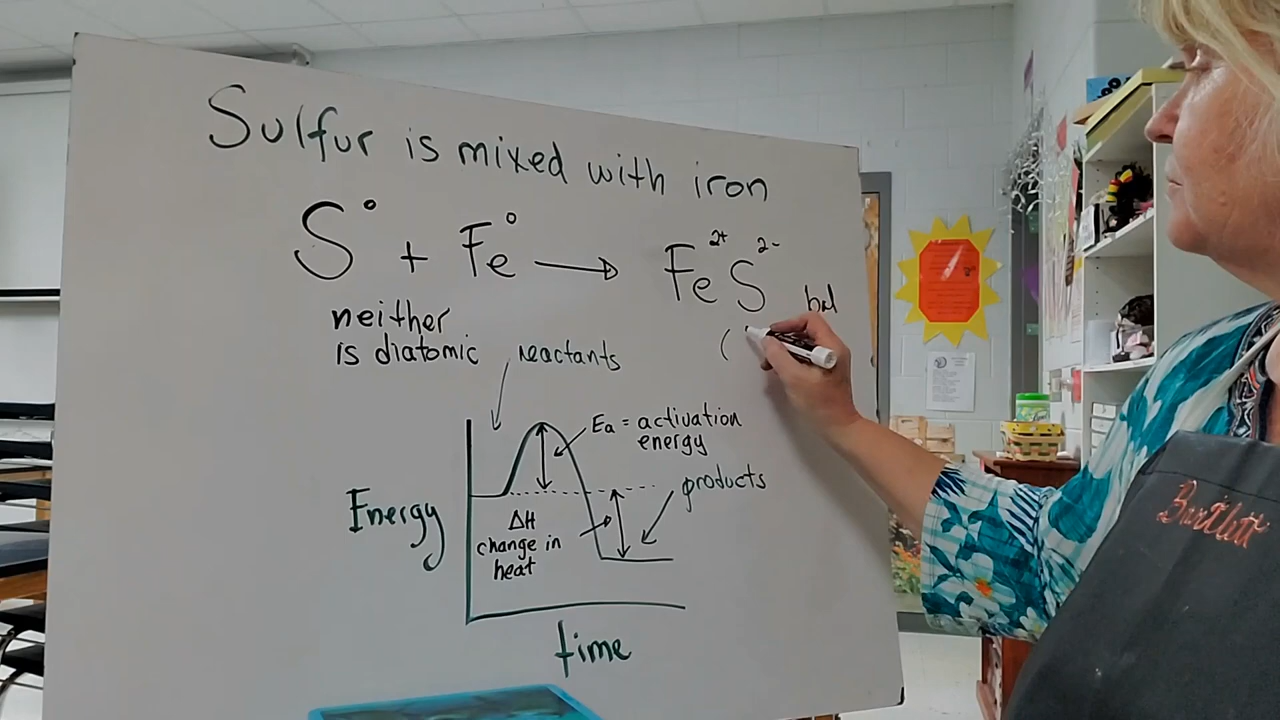 Sulfur is mixed with iron
S° + Fe° → Fe²⁺S²⁻
neither
is diatomic
bal
(
reactants
Ea = activation
energy
products
Energy
ΔH
change in
heat
time
Bartlett